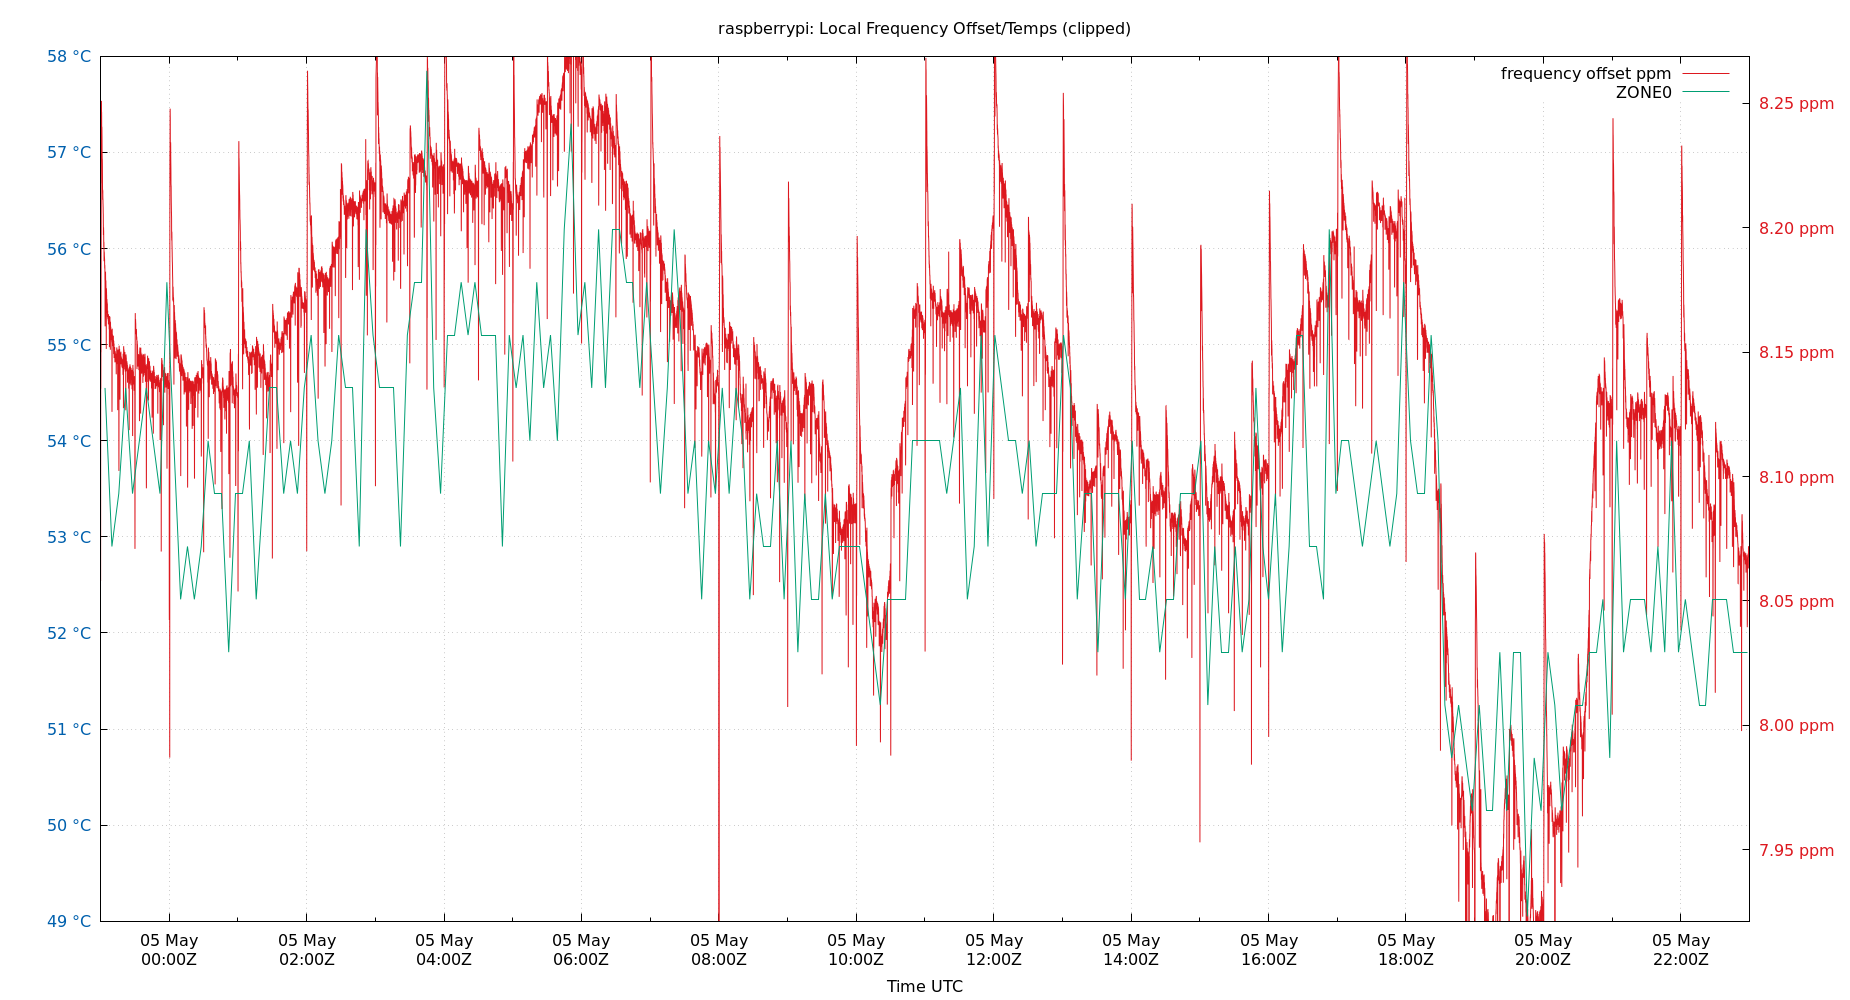 raspberrypi: Local Frequency Offset/Temps (clipped)
58 °C
57 °C
56 °C
55 °C
54 °C
53 °C
52 °C
51 °C
50 °C
49 °C
frequency offset ppm
ZONE0
8.25 ppm
8.20 ppm
8.15 ppm
8.10 ppm
8.05 ppm
8.00 ppm
7.95 ppm
05 May 05 May 05 May 05 May 05 May 05 May 05 May 05 May 05 May 05 May 05 May 05 May
00:00Z 02:00Z 04:00Z 06:00Z 08:00Z 10:00Z 12:00Z 14:00Z 16:00Z 18:00Z 20:00Z 22:00Z
Time UTC